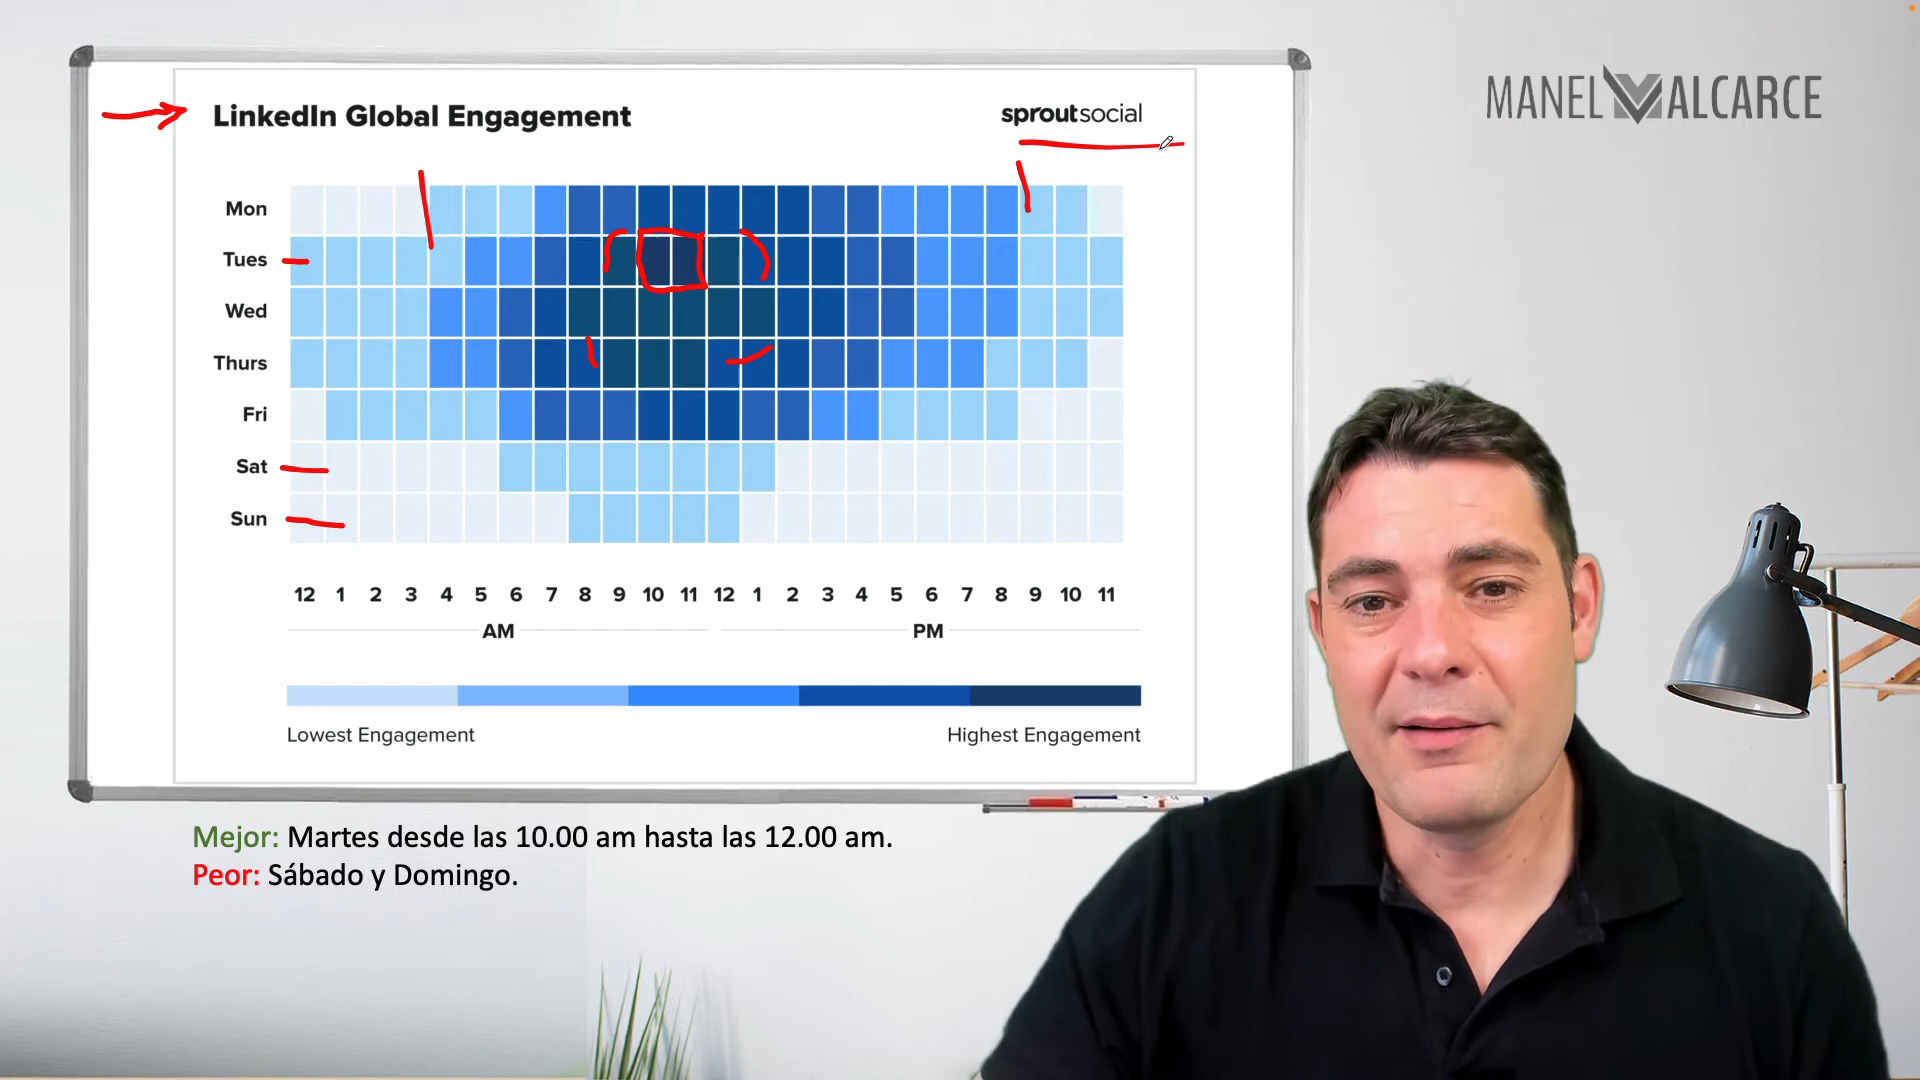 LinkedIn Global Engagement
sproutsocial
MANEL VALCARCE
Mon
Tues
Wed
Thurs
Fri
Sat
Sun
12 1 2 3 4 5 6 7 8 9 10 11 12 1 2 3 4 5 6 7 8 9 10 11
AM PM
Lowest Engagement Highest Engagement
Mejor: Martes desde las 10.00 am hasta las 12.00 am.
Peor: Sábado y Domingo.